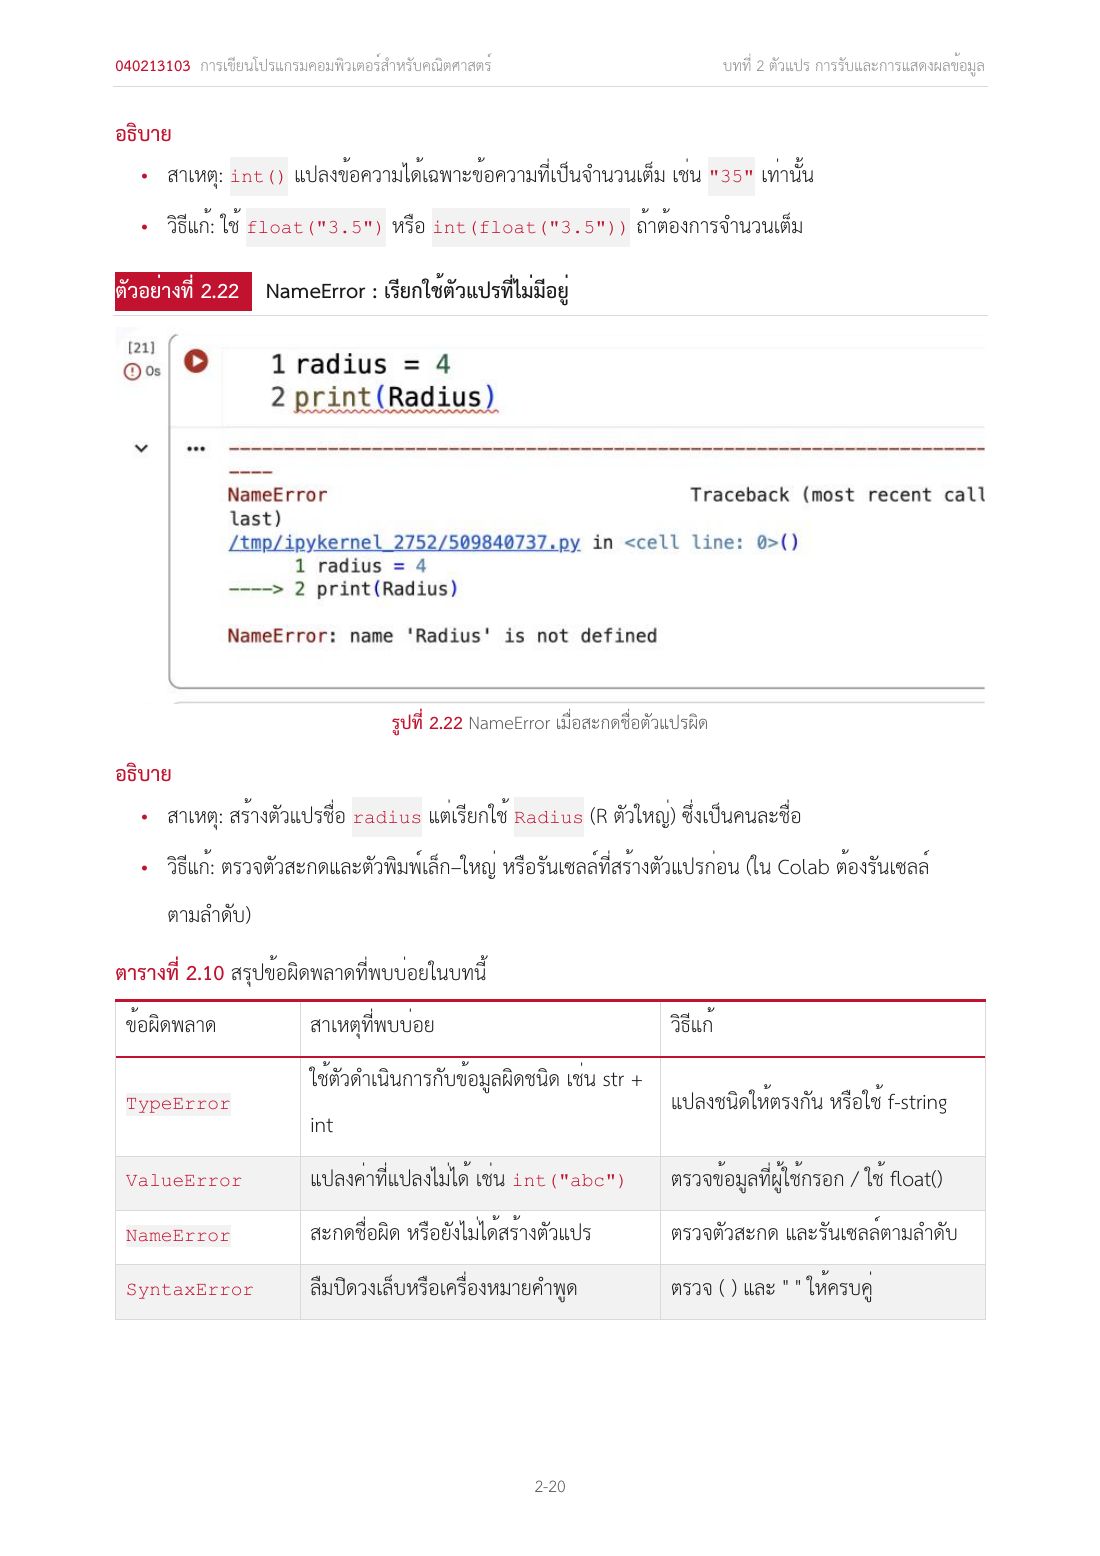 040213103 การเขียนโปรแกรมคอมพิวเตอร์สำหรับคณิตศาสตร์ บทที่ 2 ตัวแปร การรับและการแสดงผลข้อมูล
อธิบาย
• สาเหตุ: int() แปลงข้อความได้เฉพาะข้อความที่เป็นจำนวนเต็ม เช่น "35" เท่านั้น
• วิธีแก้: ใช้ float("3.5") หรือ int(float("3.5")) ถ้าต้องการจำนวนเต็ม
ตัวอย่างที่ 2.22 NameError : เรียกใช้ตัวแปรที่ไม่มีอยู่
[21]
0s
1 radius = 4
2 print(Radius)
---------------------------------------------------------------------------
NameError Traceback (most recent call
last)
/tmp/ipykernel_2752/509840737.py in <cell line: 0>()
1 radius = 4
----> 2 print(Radius)
NameError: name 'Radius' is not defined
รูปที่ 2.22 NameError เมื่อสะกดชื่อตัวแปรผิด
อธิบาย
• สาเหตุ: สร้างตัวแปรชื่อ radius แต่เรียกใช้ Radius (R ตัวใหญ่) ซึ่งเป็นคนละชื่อ
• วิธีแก้: ตรวจตัวสะกดและตัวพิมพ์เล็ก–ใหญ่ หรือรันเซลล์ที่สร้างตัวแปรก่อน (ใน Colab ต้องรันเซลล์
ตามลำดับ)
ตารางที่ 2.10 สรุปข้อผิดพลาดที่พบบ่อยในบทนี้
ข้อผิดพลาด สาเหตุที่พบบ่อย วิธีแก้
TypeError ใช้ตัวดำเนินการกับข้อมูลผิดชนิด เช่น str +
int แปลงชนิดให้ตรงกัน หรือใช้ f-string
ValueError แปลงค่าที่แปลงไม่ได้ เช่น int("abc") ตรวจข้อมูลที่ผู้ใช้กรอก / ใช้ float()
NameError สะกดชื่อผิด หรือยังไม่ได้สร้างตัวแปร ตรวจตัวสะกด และรันเซลล์ตามลำดับ
SyntaxError ลืมปิดวงเล็บหรือเครื่องหมายคำพูด ตรวจ ( ) และ " " ให้ครบคู่
2-20